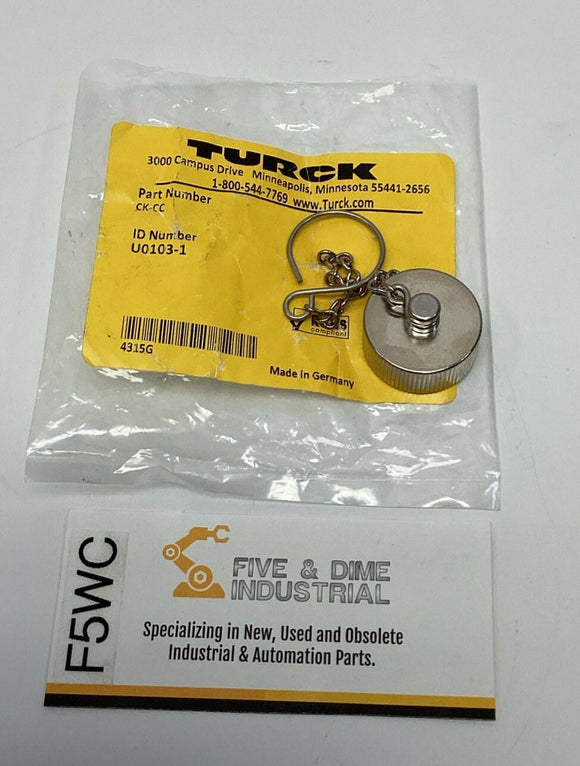 TURCK
3000 Campus Drive Minneapolis, Minnesota 55441-2656
1-800-544-7769 www.Turck.com
Part Number
CK-CC
ID Number
U0103-1
RoHS
compliant
4315G
Made in Germany
F5WC
FIVE & DIME
INDUSTRIAL
Specializing in New, Used and Obsolete
Industrial & Automation Parts.